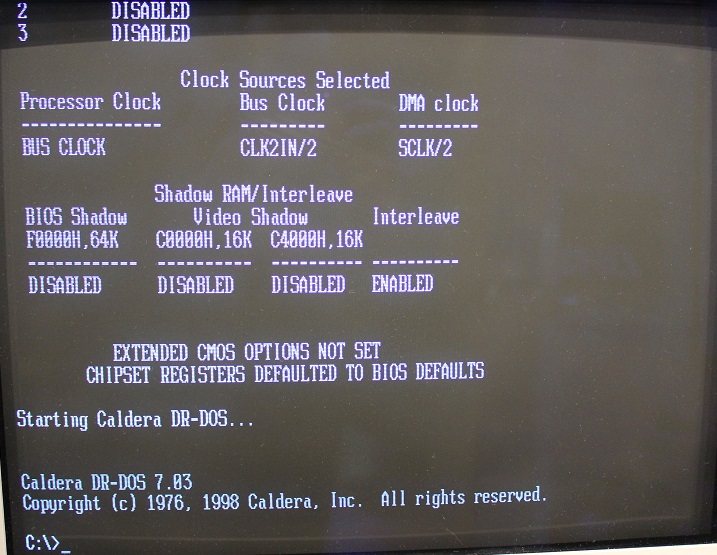 2 DISABLED
3 DISABLED
Clock Sources Selected
Processor Clock Bus Clock DMA clock
--------------- --------- ---------
BUS CLOCK CLK2IN/2 SCLK/2
Shadow RAM/Interleave
BIOS Shadow Video Shadow Interleave
F0000H,64K C0000H,16K C4000H,16K
------------ ---------- ---------- ----------
DISABLED DISABLED DISABLED ENABLED
EXTENDED CMOS OPTIONS NOT SET
CHIPSET REGISTERS DEFAULTED TO BIOS DEFAULTS
Starting Caldera DR-DOS...
Caldera DR-DOS 7.03
Copyright (c) 1976, 1998 Caldera, Inc. All rights reserved.
C:\>_